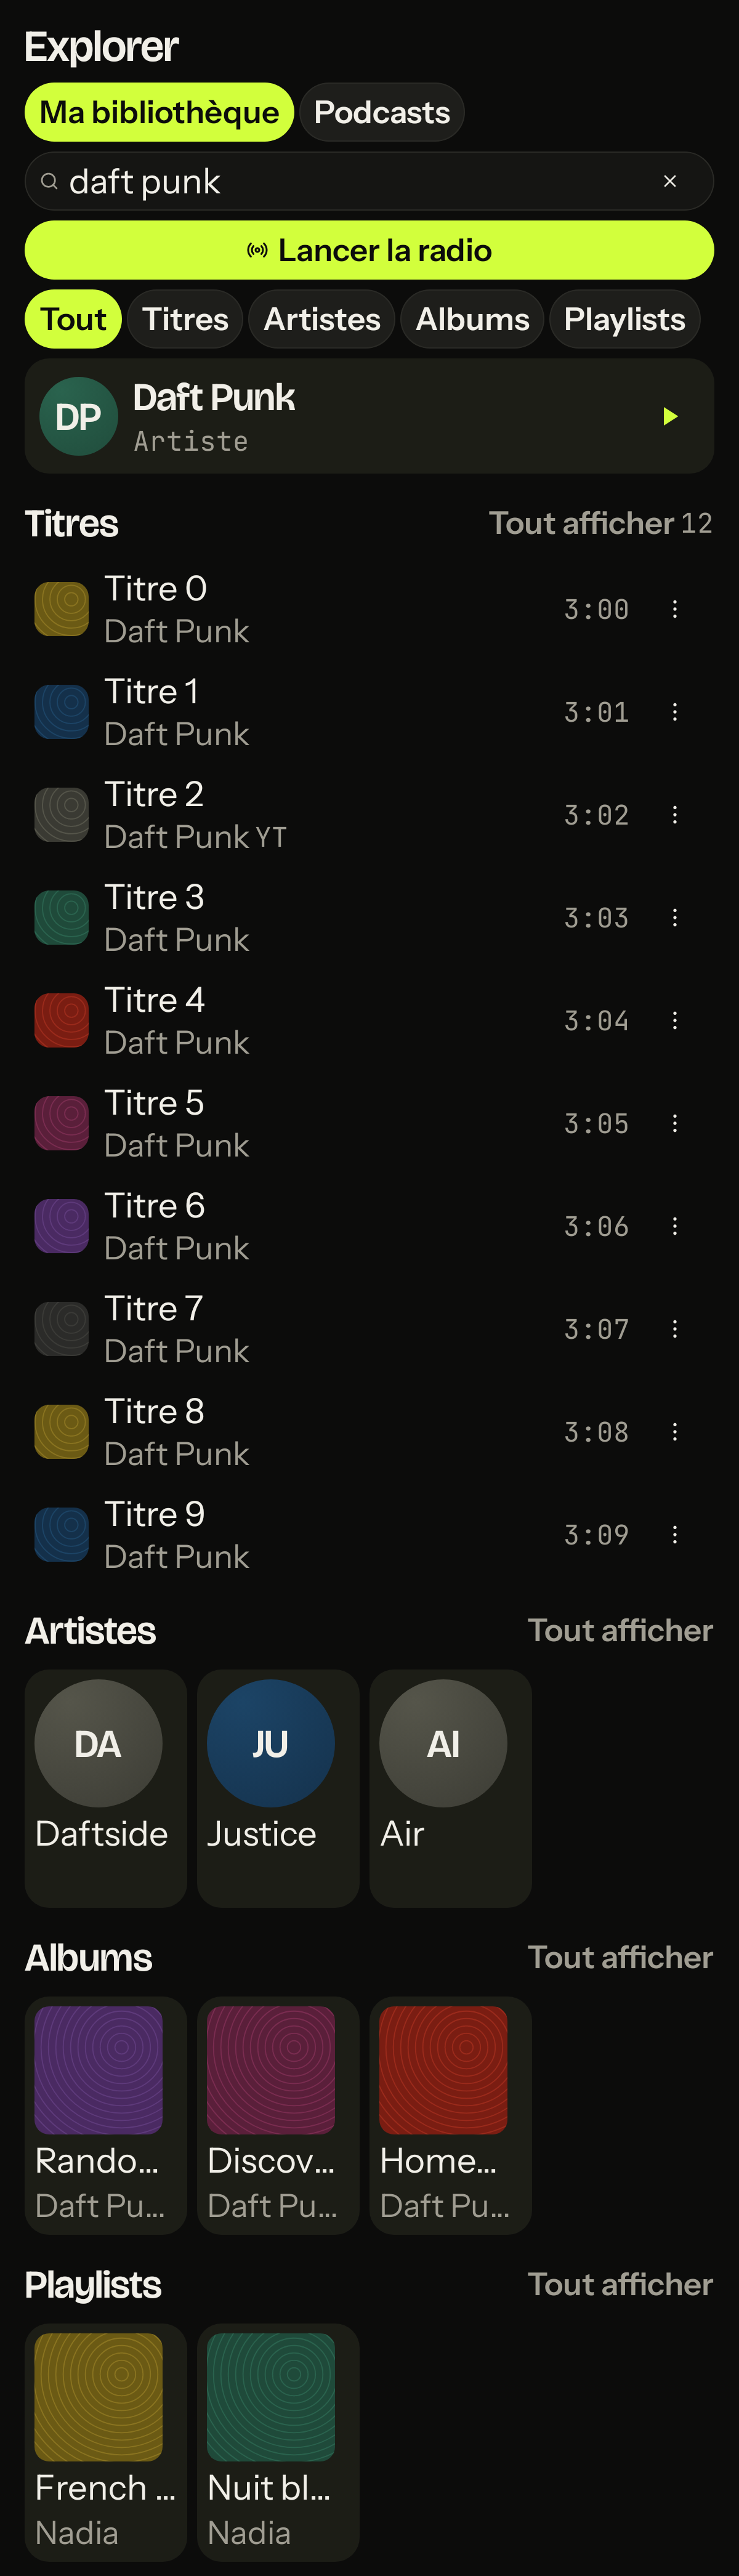 Explorer
Ma bibliothèque Podcasts
daft punk
Lancer la radio
Tout Titres Artistes Albums Playlists
DP
Daft Punk
Artiste
Titres Tout afficher 12
Titre 0
Daft Punk
3:00
Titre 1
Daft Punk
3:01
Titre 2
Daft Punk YT
3:02
Titre 3
Daft Punk
3:03
Titre 4
Daft Punk
3:04
Titre 5
Daft Punk
3:05
Titre 6
Daft Punk
3:06
Titre 7
Daft Punk
3:07
Titre 8
Daft Punk
3:08
Titre 9
Daft Punk
3:09
Artistes Tout afficher
DA JU AI
Daftside Justice Air
Albums Tout afficher
Rando... Discov... Home...
Daft Pu... Daft Pu... Daft Pu...
Playlists Tout afficher
French ... Nuit bl...
Nadia Nadia